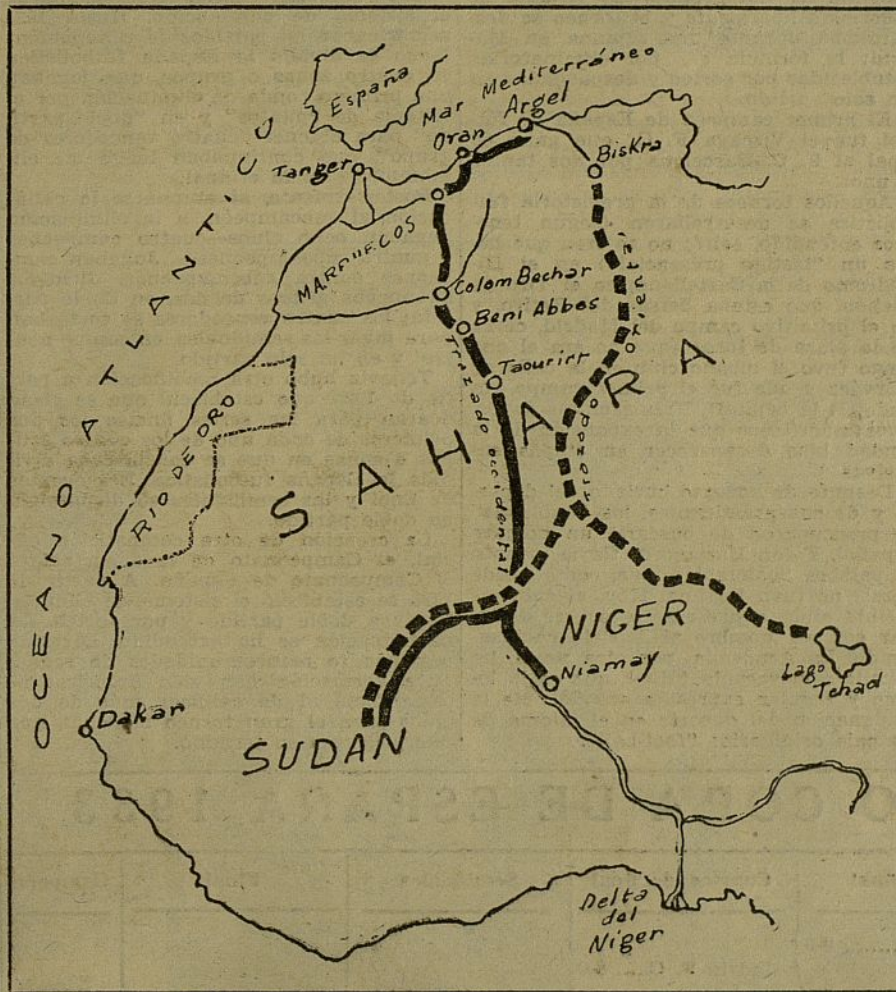 España
Mar Mediterráneo
OCEANO ATLANTICO
Tanger
Oran
Argel
Biskra
MARRUECOS
Colom Bechar
Beni Abbes
Taourirt
Trazado occidental
Trazado oriental
SAHARA
RIO DE ORO
NIGER
Niamay
Lago
Tchad
Dakar
SUDAN
Delta
del
Niger